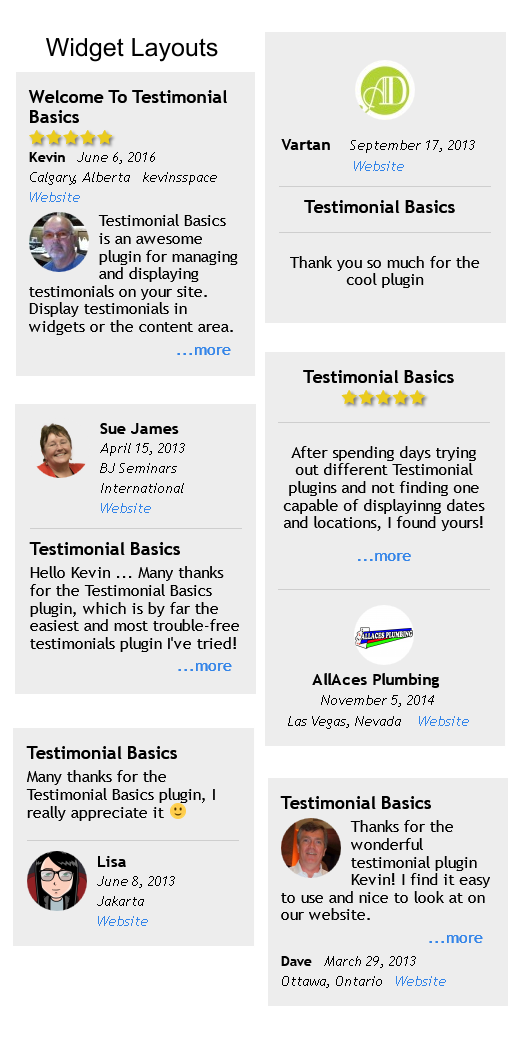 Widget Layouts
Welcome To Testimonial
Basics
Kevin June 6, 2016
Calgary, Alberta kevinsspace
Website
Testimonial Basics
is an awesome
plugin for managing
and displaying
testimonials on your site.
Display testimonials in
widgets or the content area.
...more
Sue James
April 15, 2013
BJ Seminars
International
Website
Testimonial Basics
Hello Kevin ... Many thanks
for the Testimonial Basics
plugin, which is by far the
easiest and most trouble-free
testimonials plugin I've tried!
...more
Testimonial Basics
Many thanks for the
Testimonial Basics plugin, I
really appreciate it 🙂
Lisa
June 8, 2013
Jakarta
Website
AD
Vartan September 17, 2013
Website
Testimonial Basics
Thank you so much for the
cool plugin
Testimonial Basics
After spending days trying
out different Testimonial
plugins and not finding one
capable of displayinng dates
and locations, I found yours!
...more
ALLACES PLUMBING
AllAces Plumbing
November 5, 2014
Las Vegas, Nevada Website
Testimonial Basics
Thanks for the
wonderful
testimonial plugin
Kevin! I find it easy
to use and nice to look at on
our website.
...more
Dave March 29, 2013
Ottawa, Ontario Website